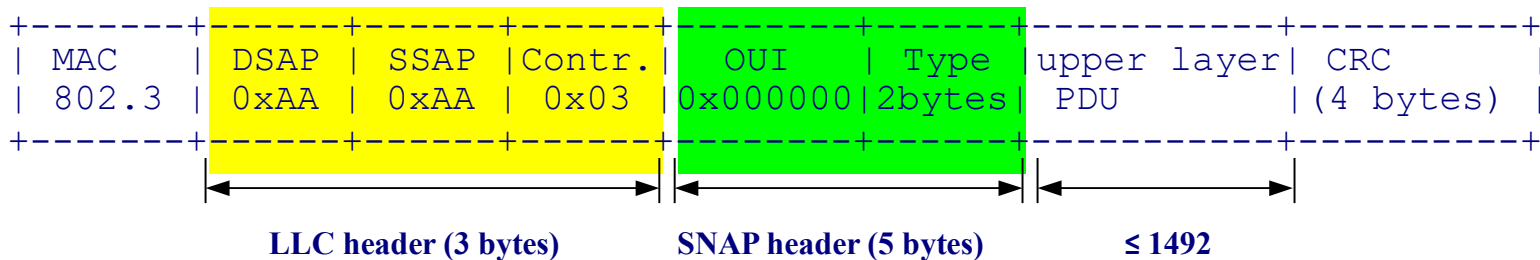 +-------+------+------+------+--------+------+----------+----------+
| MAC | DSAP | SSAP |Contr.| OUI | Type |upper layer| CRC |
| 802.3 | 0xAA | 0xAA | 0x03 |0x000000|2bytes| PDU |(4 bytes) |
+-------+------+------+------+--------+------+----------+----------+
LLC header (3 bytes) SNAP header (5 bytes) ≤ 1492